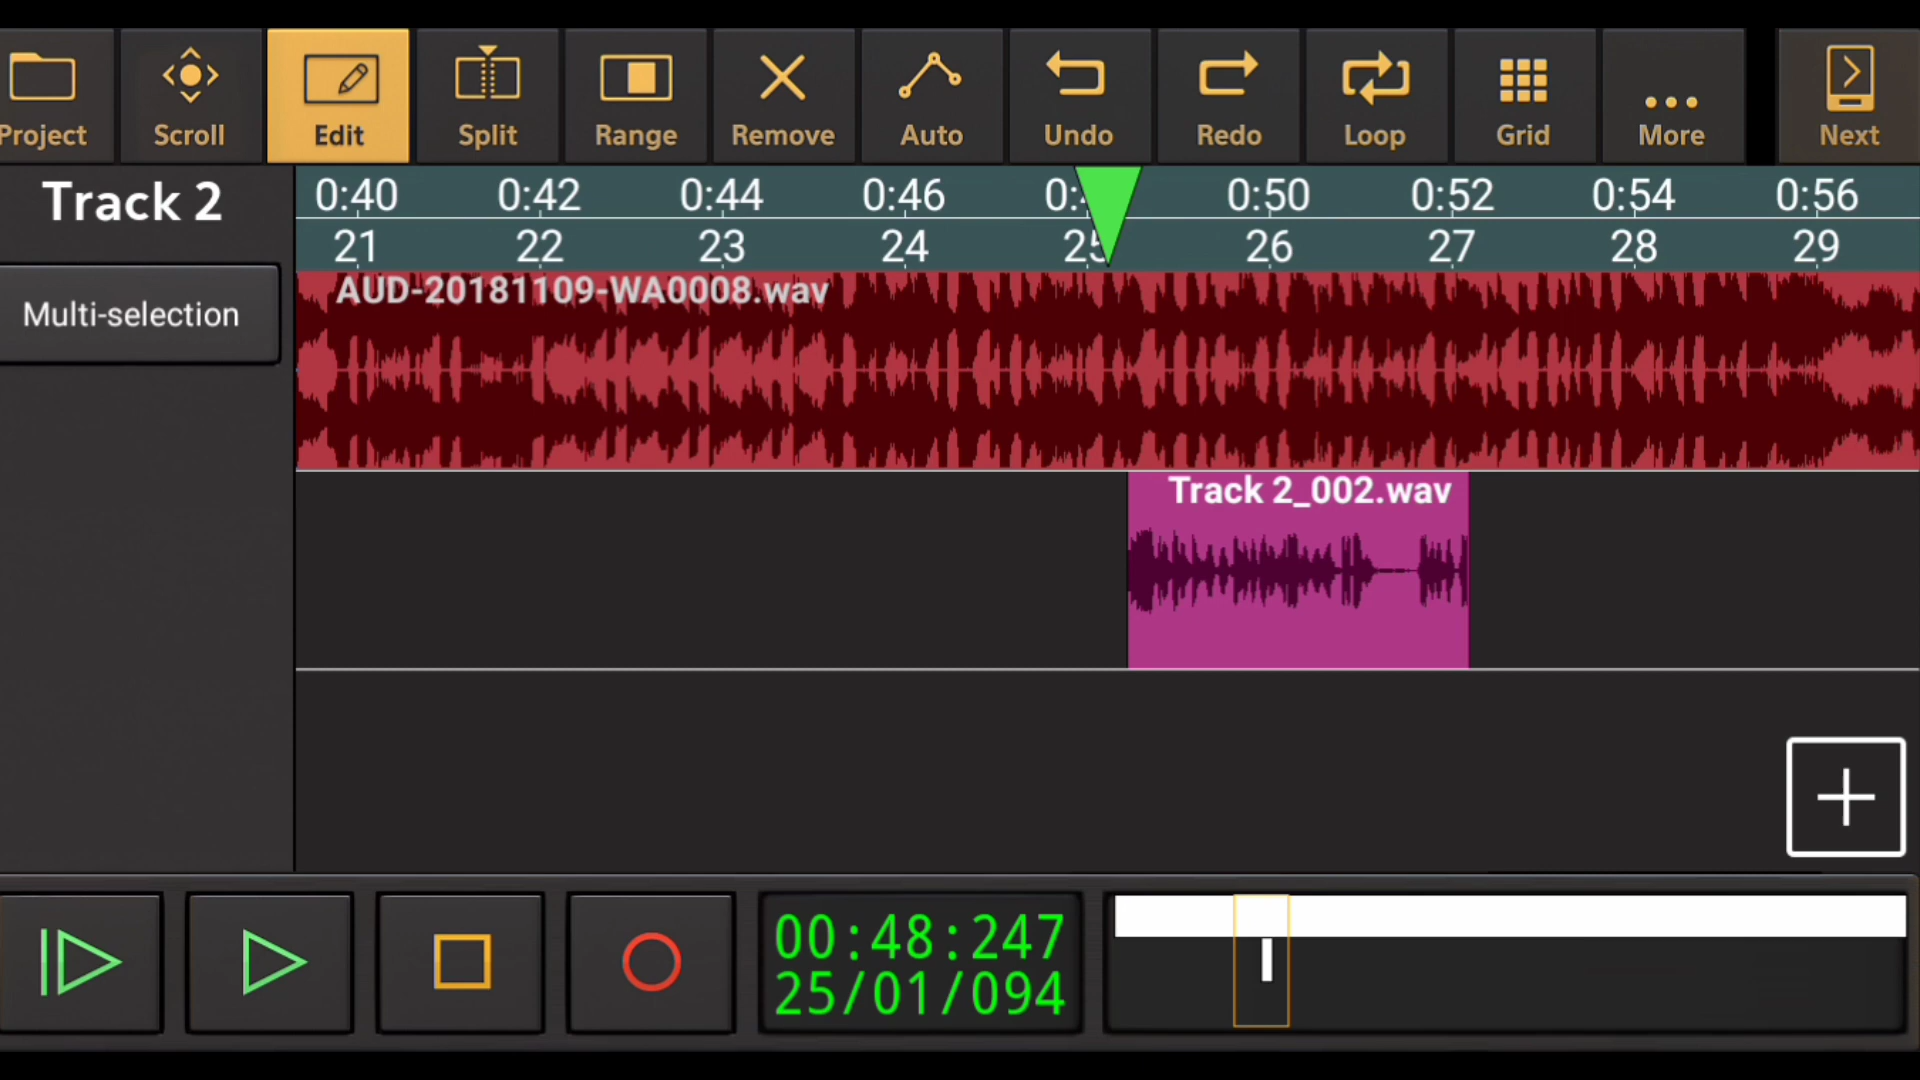 Project Scroll Edit Split Range Remove Auto Undo Redo Loop Grid More Next
Track 2
0:40 0:42 0:44 0:46 0:50 0:52 0:54 0:56
21 22 23 24 25 26 27 28 29
AUD-20181109-WA0008.wav
Multi-selection
Track 2_002.wav
00:48:247
25/01/094